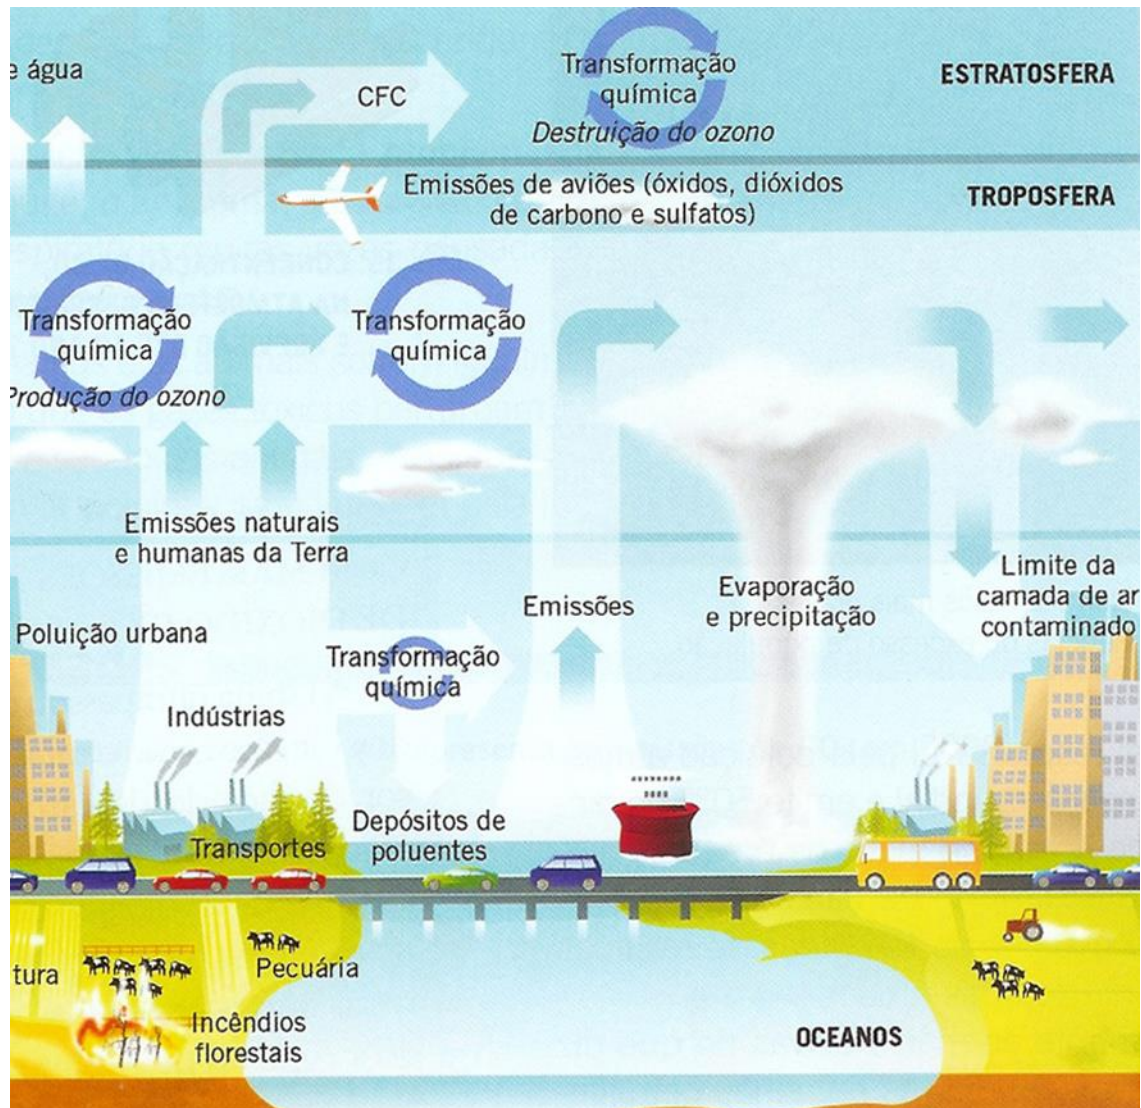 e água
CFC
Transformação
química
Destruição do ozono
ESTRATOSFERA
Emissões de aviões (óxidos, dióxidos
de carbono e sulfatos)
TROPOSFERA
Transformação
química
Produção do ozono
Transformação
química
Emissões naturais
e humanas da Terra
Emissões
Evaporação
e precipitação
Limite da
camada de ar
contaminado
Poluição urbana
Transformação
química
Indústrias
Transportes
Depósitos de
poluentes
tura
Pecuária
Incêndios
florestais
OCEANOS